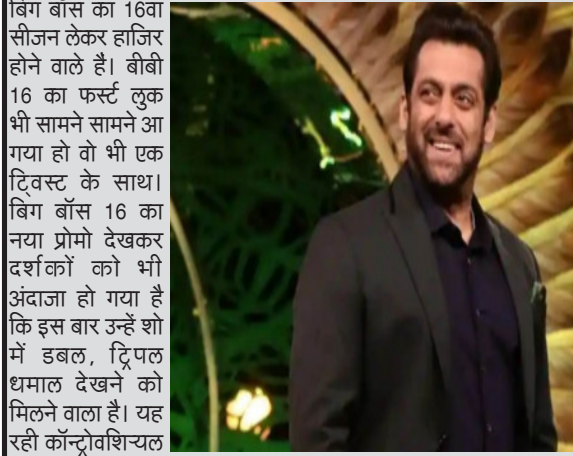 बिग बॉस का 16वां
सीजन लेकर हाजिर
होने वाले हैं। बीबी
16 का फर्स्ट लुक
भी सामने सामने आ
गया हो वो भी एक
ट्विस्ट के साथ।
बिग बॉस 16 का
नया प्रोमो देखकर
दर्शकों को भी
अंदाजा हो गया है
कि इस बार उन्हें शो
में डबल, ट्रिपल
धमाल देखने को
मिलने वाला है। यह
रही कॉन्ट्रोवर्शियल